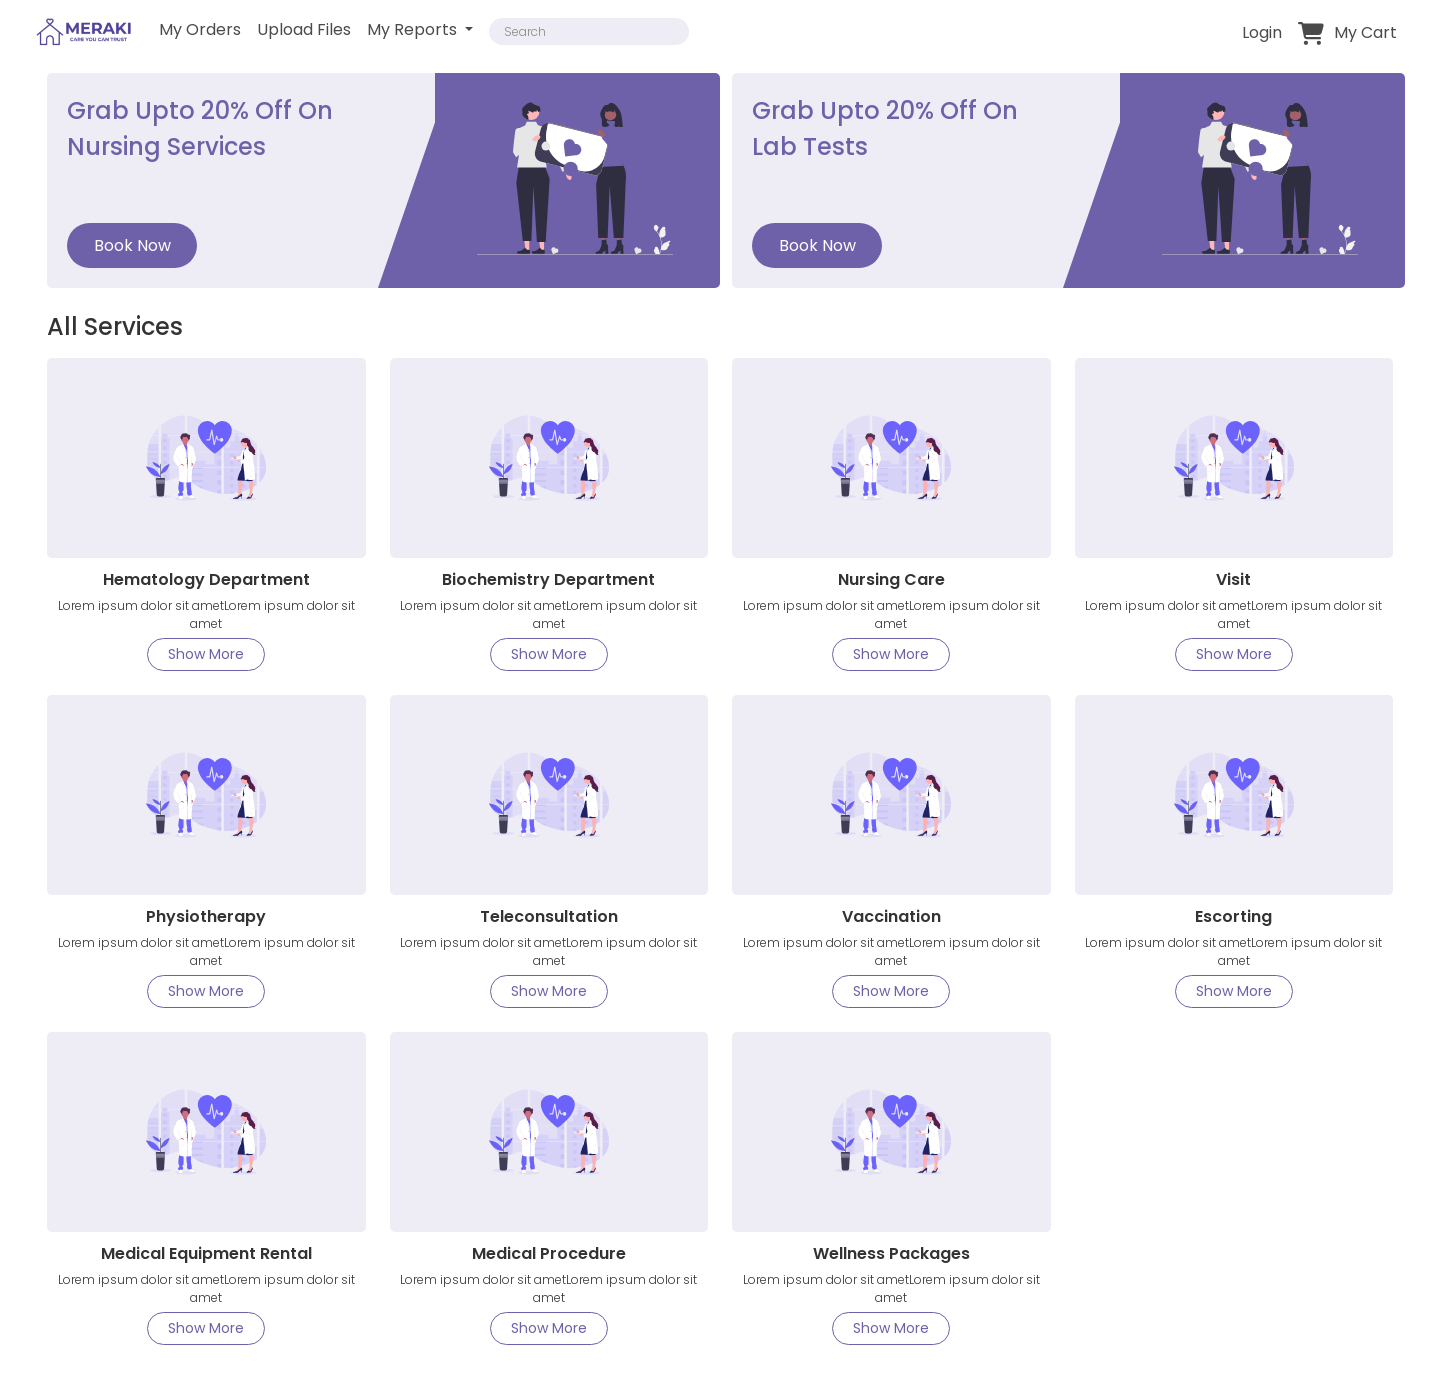 MERAKI
CARE YOU CAN TRUST
My Orders
Upload Files
My Reports
Search
Login
My Cart
Grab Upto 20% Off On
Nursing Services
Book Now
Grab Upto 20% Off On
Lab Tests
Book Now
All Services
Hematology Department
Lorem ipsum dolor sit ametLorem ipsum dolor sit
amet
Show More
Biochemistry Department
Lorem ipsum dolor sit ametLorem ipsum dolor sit
amet
Show More
Nursing Care
Lorem ipsum dolor sit ametLorem ipsum dolor sit
amet
Show More
Visit
Lorem ipsum dolor sit ametLorem ipsum dolor sit
amet
Show More
Physiotherapy
Lorem ipsum dolor sit ametLorem ipsum dolor sit
amet
Show More
Teleconsultation
Lorem ipsum dolor sit ametLorem ipsum dolor sit
amet
Show More
Vaccination
Lorem ipsum dolor sit ametLorem ipsum dolor sit
amet
Show More
Escorting
Lorem ipsum dolor sit ametLorem ipsum dolor sit
amet
Show More
Medical Equipment Rental
Lorem ipsum dolor sit ametLorem ipsum dolor sit
amet
Show More
Medical Procedure
Lorem ipsum dolor sit ametLorem ipsum dolor sit
amet
Show More
Wellness Packages
Lorem ipsum dolor sit ametLorem ipsum dolor sit
amet
Show More